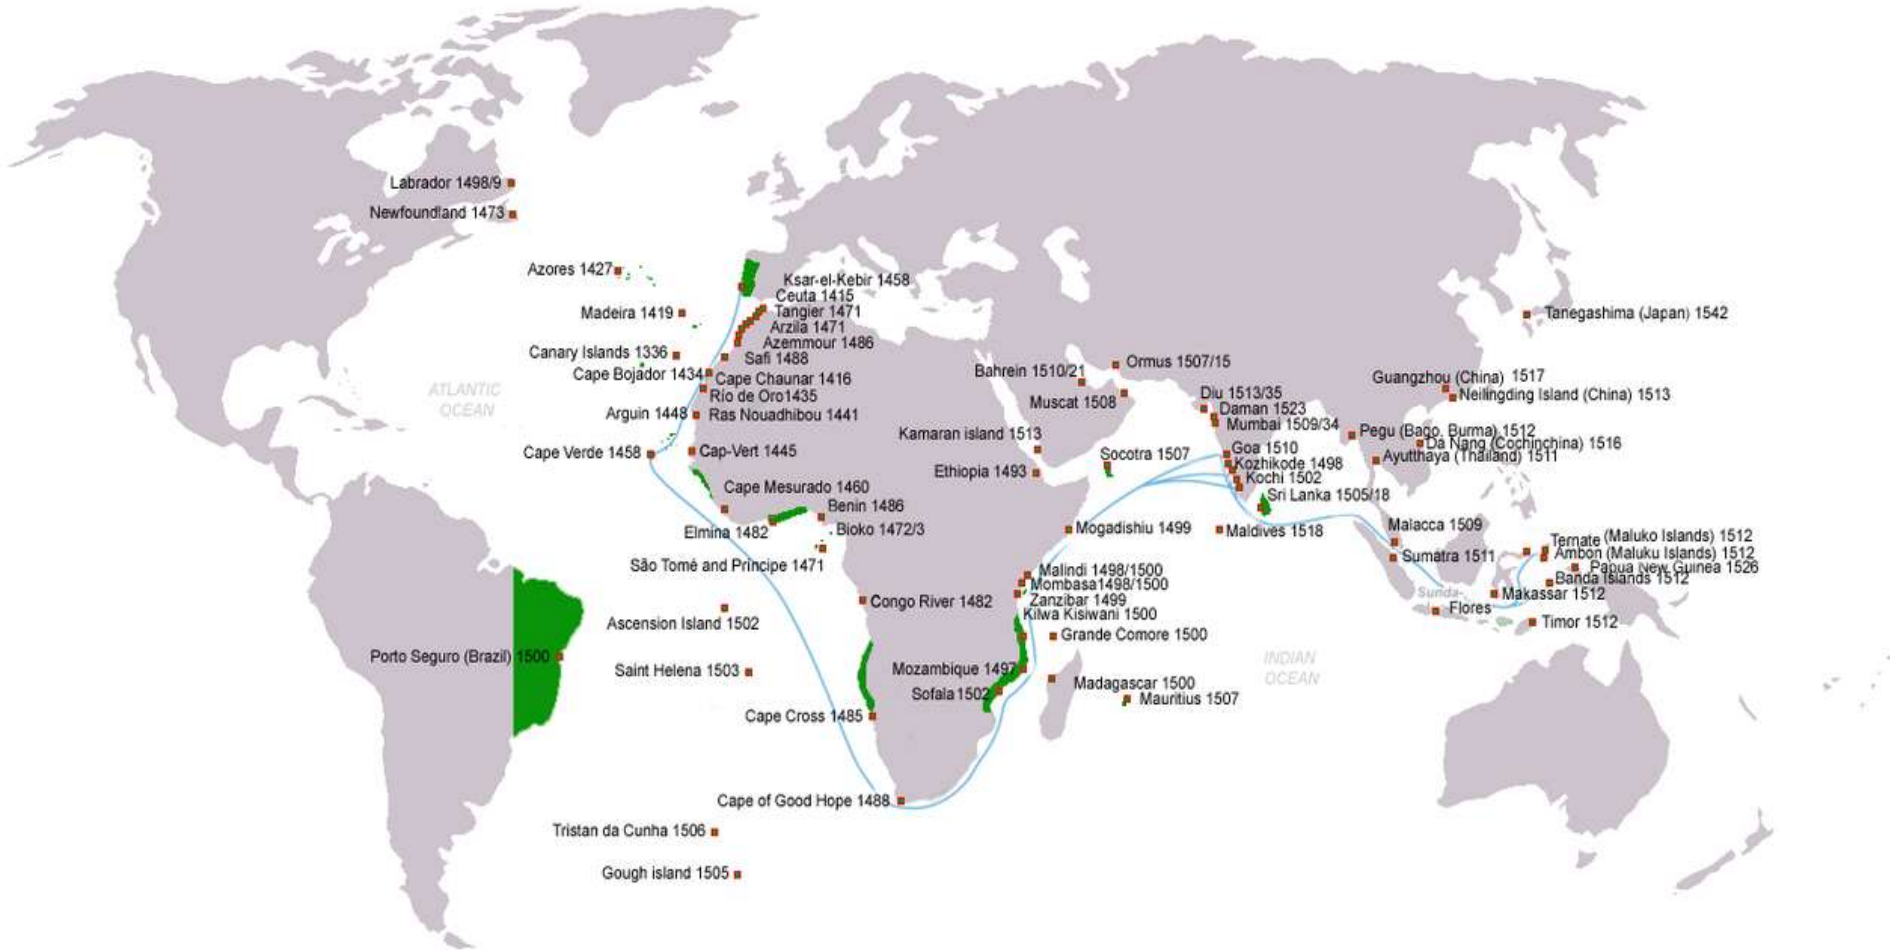 Labrador 1498/9
Newfoundland 1473
Azores 1427
Ksar-el-Kebir 1458
Ceuta 1415
Madeira 1419
Tangier 1471
Tanegashima (Japan) 1542
Arzila 1471
Azemmour 1486
Canary Islands 1336
Safi 1488
Ormus 1507/15
Cape Bojador 1434
Cape Chaunar 1416
Bahrein 1510/21
Guangzhou (China) 1517
ATLANTIC
OCEAN
Río de Oro1435
Muscat 1508
Diu 1513/35
Neilingding Island (China) 1513
Arguin 1448
Ras Nouadhibou 1441
Daman 1523
Mumbai 1509/34
Kamaran island 1513
Pegu (Bago, Burma) 1512
Da Nang (Cochinchina) 1516
Cape Verde 1458
Cap-Vert 1445
Socotra 1507
Goa 1510
Ayutthaya (Thailand) 1511
Ethiopia 1493
Kozhikode 1498
Kochi 1502
Cape Mesurado 1460
Sri Lanka 1505/18
Benin 1486
Elmina 1482
Bioko 1472/3
Mogadishiu 1499
Maldives 1518
Malacca 1509
Ternate (Maluko Islands) 1512
Sumatra 1511
Ambon (Maluku Islands) 1512
São Tomé and Príncipe 1471
Malindi 1498/1500
Papua New Guinea 1526
Mombasa1498/1500
Banda Islands 1512
Congo River 1482
Zanzibar 1499
Sunda-
Makassar 1512
Flores
Kilwa Kisiwani 1500
Ascension Island 1502
Timor 1512
Grande Comore 1500
Porto Seguro (Brazil) 1500
INDIAN
OCEAN
Saint Helena 1503
Mozambique 1497
Madagascar 1500
Sofala 1502
Mauritius 1507
Cape Cross 1485
Cape of Good Hope 1488
Tristan da Cunha 1506
Gough island 1505